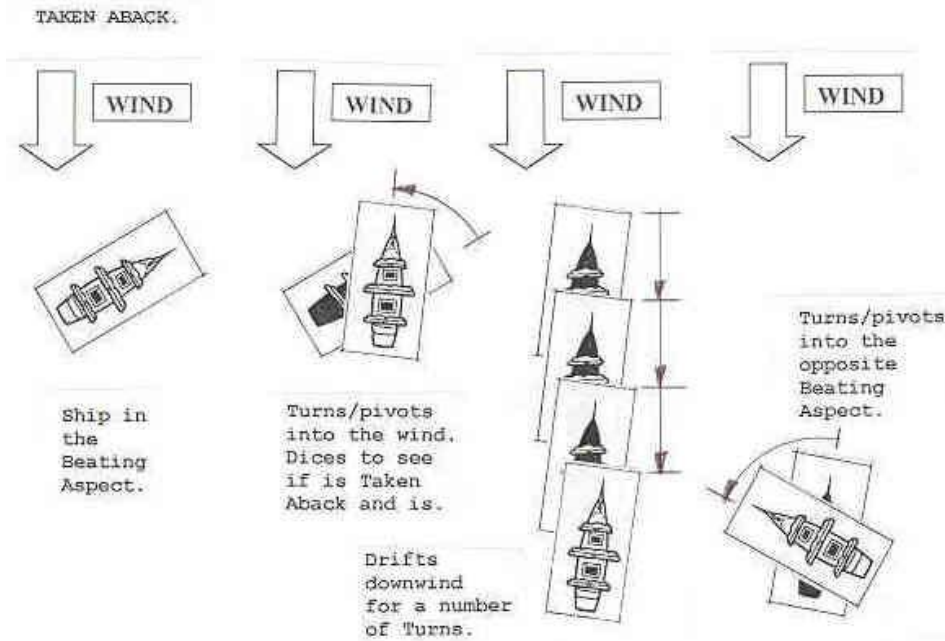 TAKEN ABACK.
WIND
WIND
WIND
WIND
Ship in
the
Beating
Aspect.
Turns/pivots
into the wind.
Dices to see
if is Taken
Aback and is.
Drifts
downwind
for a number
of Turns.
Turns/pivots
into the
opposite
Beating
Aspect.